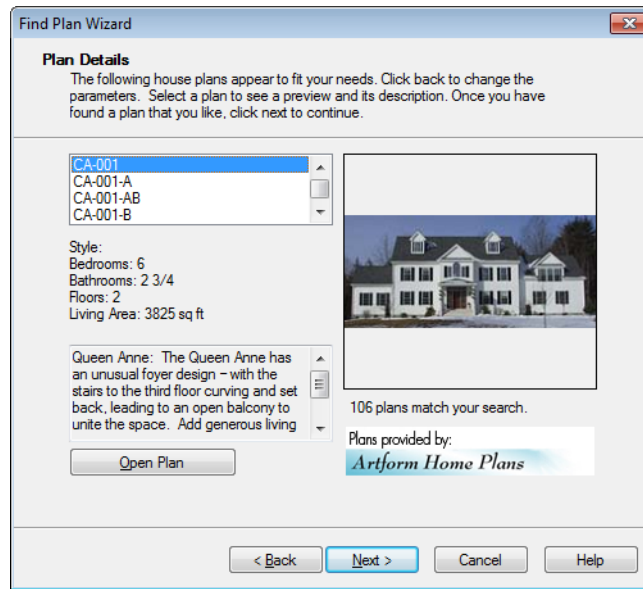 Find Plan Wizard
Plan Details
The following house plans appear to fit your needs. Click back to change the
parameters.  Select a plan to see a preview and its description. Once you have
found a plan that you like, click next to continue.
CA-001
CA-001-A
CA-001-AB
CA-001-B
Style:
Bedrooms: 6
Bathrooms: 2 3/4
Floors: 2
Living Area: 3825 sq ft
Queen Anne:  The Queen Anne has
an unusual foyer design – with the
stairs to the third floor curving and set
back, leading to an open balcony to
unite the space.  Add generous living
Open Plan
106 plans match your search.
Plans provided by:
Artform Home Plans
< Back
Next >
Cancel
Help